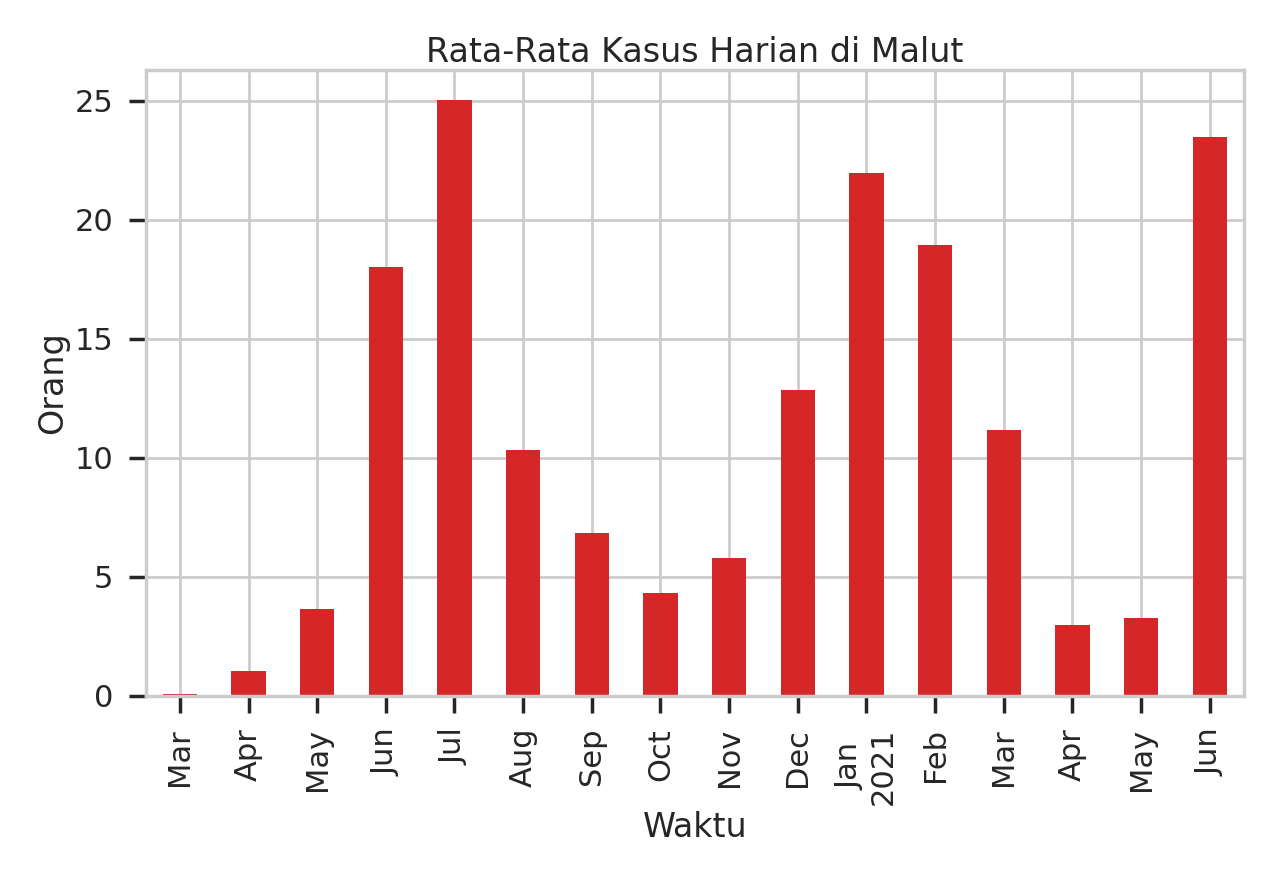 Rata-Rata Kasus Harian di Malut
25
20
15
10
5
0
Orang
Mar
Apr
May
Jun
Jul
Aug
Sep
Oct
Nov
Dec
Jan
2021
Feb
Mar
Apr
May
Jun
Waktu